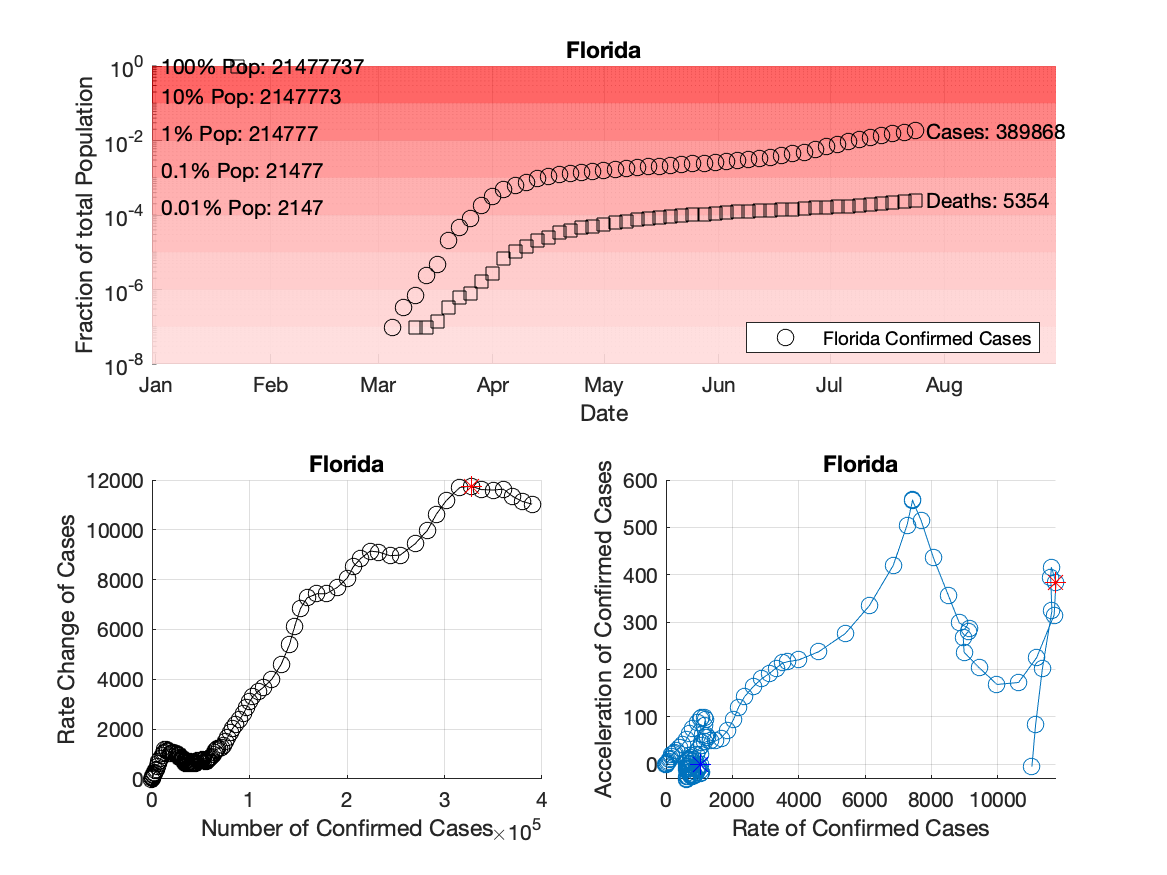 Florida
10^0
10^-2
10^-4
10^-6
10^-8
Fraction of total Population
100% Pop: 21477737
10% Pop: 2147773
1% Pop: 214777
0.1% Pop: 21477
0.01% Pop: 2147
Cases: 389868
Deaths: 5354
Florida Confirmed Cases
Jan Feb Mar Apr May Jun Jul Aug
Date
Florida
12000
10000
8000
6000
4000
2000
0
Rate Change of Cases
0 1 2 3 4
Number of Confirmed Cases ×10^5
Florida
600
500
400
300
200
100
0
Acceleration of Confirmed Cases
0 2000 4000 6000 8000 10000
Rate of Confirmed Cases